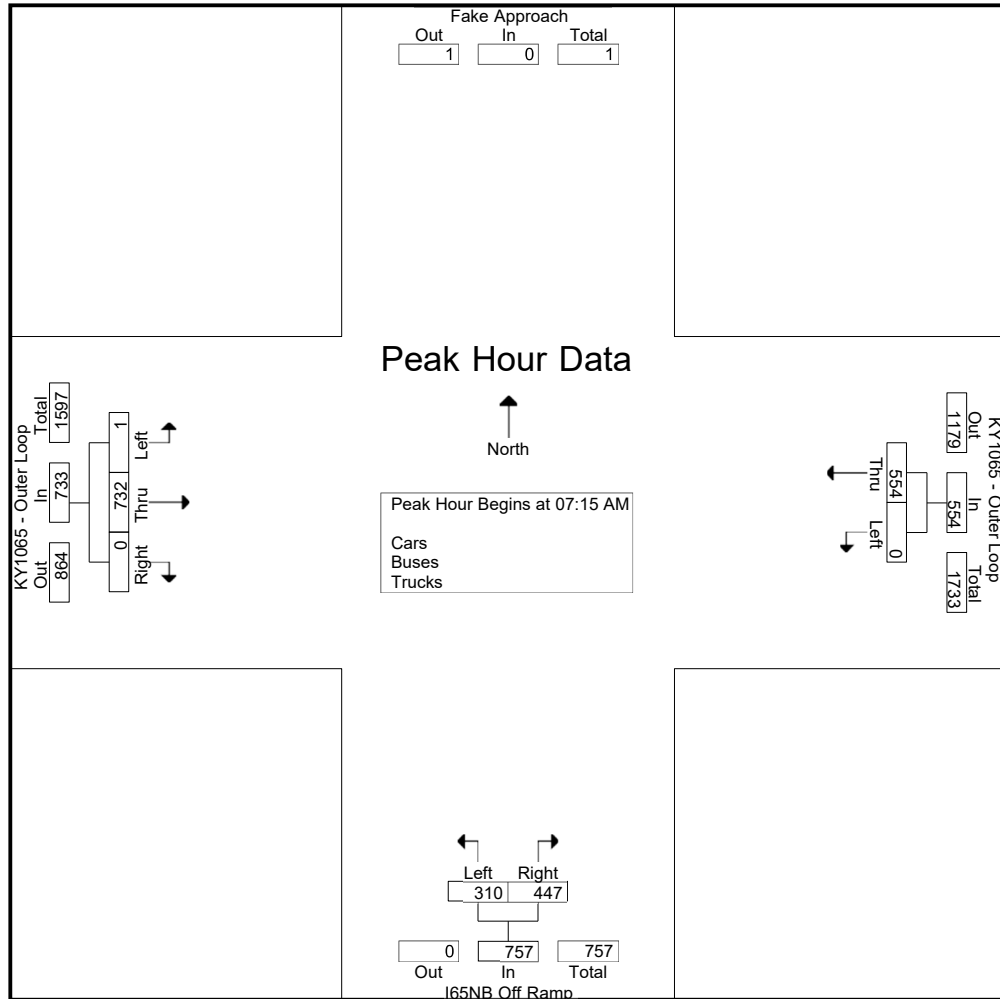 Fake Approach
Out In Total
1 0 1
Peak Hour Data
North
Peak Hour Begins at 07:15 AM
Cars
Buses
Trucks
KY1065 - Outer Loop
Total In Out
1597 733 864
1 732 0
Left Thru Right
KY1065 - Outer Loop
Out In Total
1179 554 1733
554 0
Thru Left
Left Right
310 447
0 757 757
Out In Total
I65NB Off Ramp